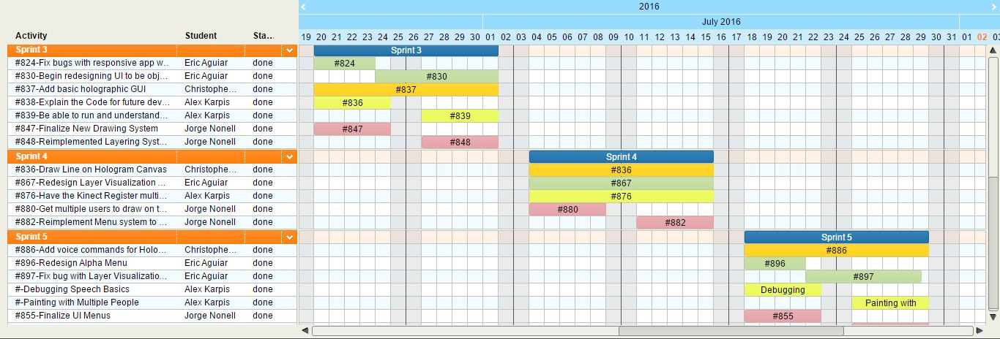 2016
July 2016
Activity Student Sta...
19 20 21 22 23 24 25 26 27 28 29 30 01 02 03 04 05 06 07 08 09 10 11 12 13 14 15 16 17 18 19 20 21 22 23 24 25 26 27 28 29 30 31 01 02 03
Sprint 3 Sprint 3
#824-Fix bugs with responsive app w... Eric Aguiar done #824
#830-Begin redesigning UI to be obj... Eric Aguiar done #830
#837-Add basic holographic GUI Christophe... done #837
#838-Explain the Code for future dev... Alex Karpis done #836
#839-Be able to run and understand... Alex Karpis done #839
#847-Finalize New Drawing System Jorge Nonell done #847
#848-Reimplemented Layering Syst... Jorge Nonell done #848
Sprint 4 Sprint 4
#836-Draw Line on Hologram Canvas Christophe... done #836
#867-Redesign Layer Visualization ... Eric Aguiar done #867
#876-Have the Kinect Register multi... Alex Karpis done #876
#880-Get multiple users to draw on t... Jorge Nonell done #880
#882-Reimplement Menu system to ... Jorge Nonell done #882
Sprint 5 Sprint 5
#886-Add voice commands for Holo... Christophe... done #886
#896-Redesign Alpha Menu Eric Aguiar done #896
#897-Fix bug with Layer Visualizatio... Eric Aguiar done #897
#-Debugging Speech Basics Alex Karpis done Debugging
#-Painting with Multiple People Alex Karpis done Painting with
#855-Finalize UI Menus Jorge Nonell done #855